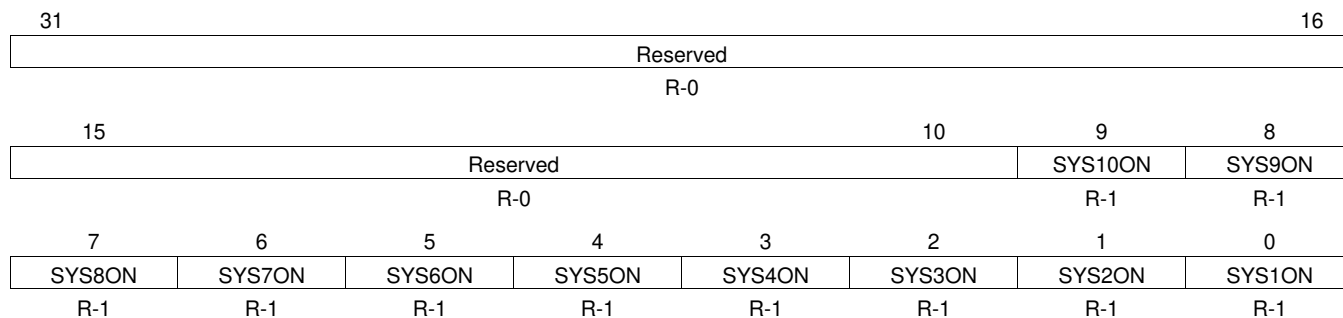 31 16
Reserved
R-0
15 10 9 8
Reserved SYS10ON SYS9ON
R-0 R-1 R-1
7 6 5 4 3 2 1 0
SYS8ON SYS7ON SYS6ON SYS5ON SYS4ON SYS3ON SYS2ON SYS1ON
R-1 R-1 R-1 R-1 R-1 R-1 R-1 R-1